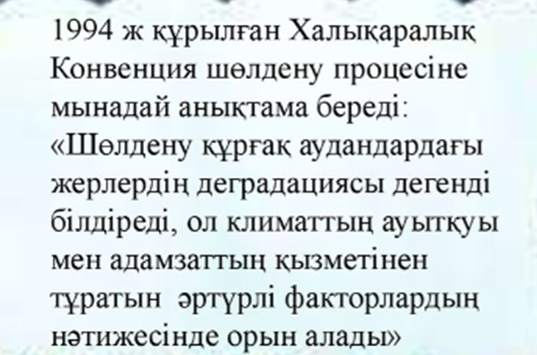 1994 ж құрылған Халықаралық
Конвенция шөлдену процесіне
мынадай анықтама береді:
«Шөлдену құрғақ аудандардағы
жерлердің деградациясы дегенді
білдіреді, ол климаттың ауытқуы
мен адамзаттың қызметінен
тұратын әртүрлі факторлардың
нәтижесінде орын алады»